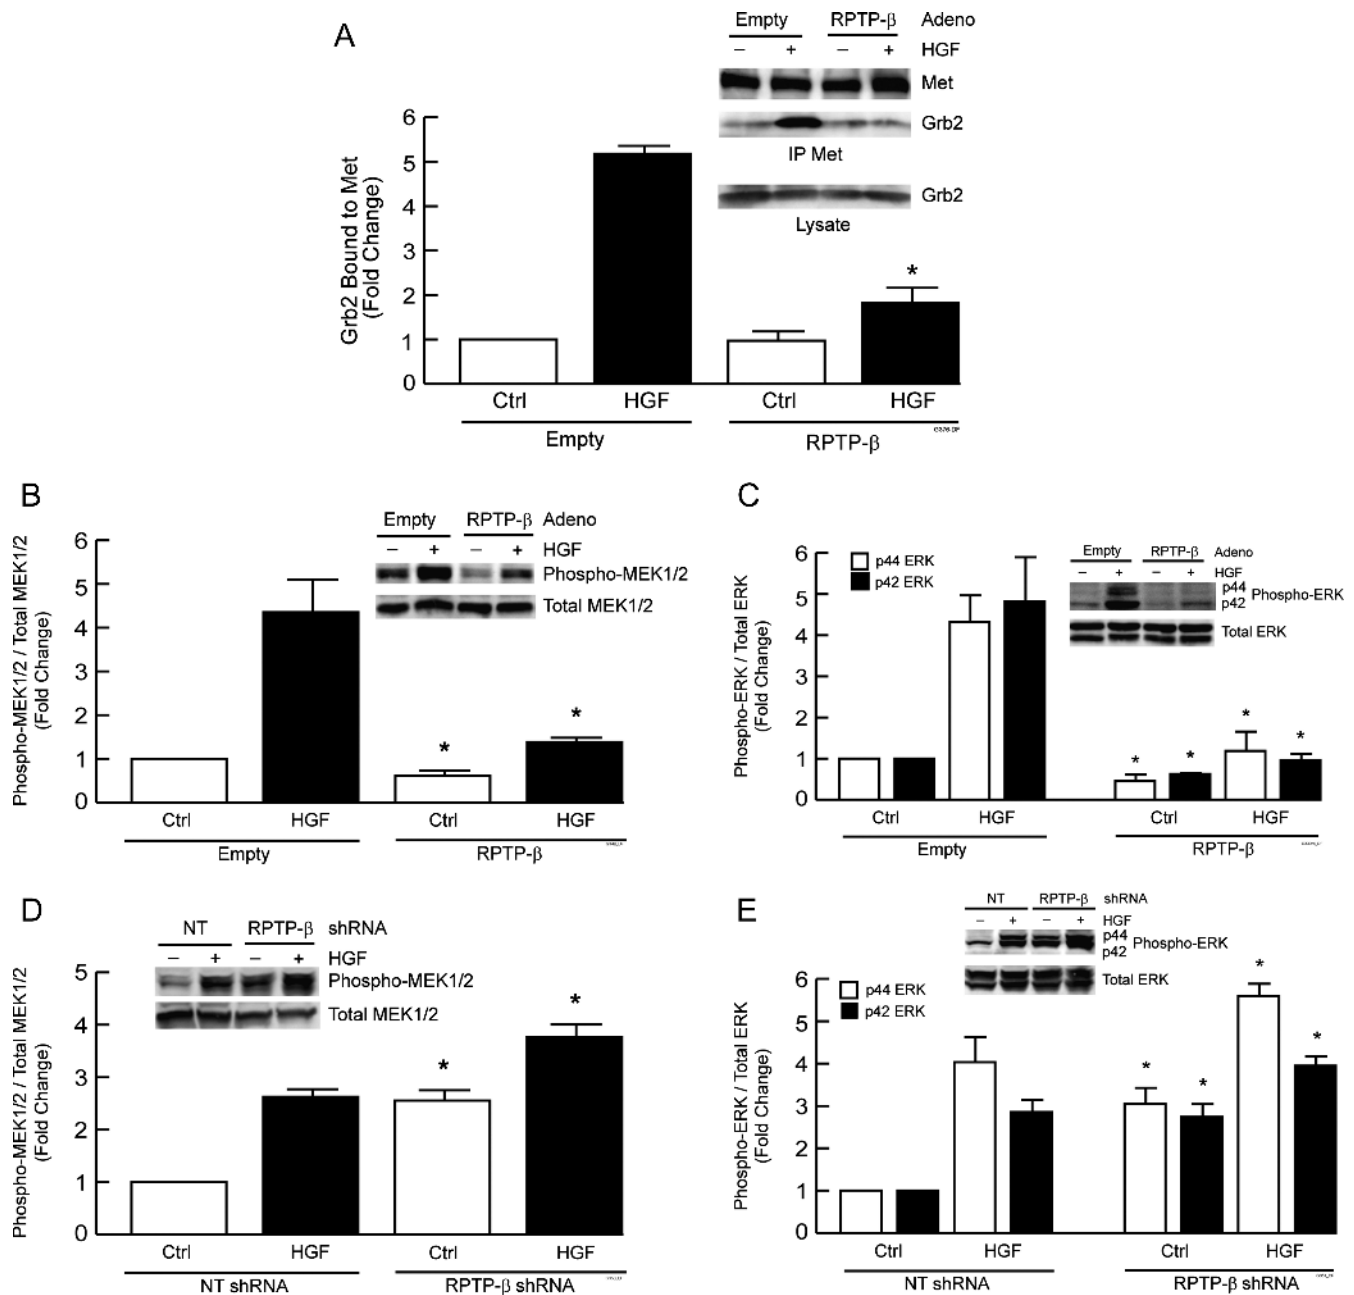 A
Empty RPTP-β Adeno
– + – + HGF
Met
Grb2
IP Met
Grb2
Lysate
Grb2 Bound to Met
(Fold Change)
6
5
4
3
2
1
0
*
Ctrl HGF Ctrl HGF
Empty RPTP-β
B
Empty RPTP-β Adeno
– + – + HGF
Phospho-MEK1/2
Total MEK1/2
Phospho-MEK1/2 / Total MEK1/2
(Fold Change)
6
5
4
3
2
1
0
* *
Ctrl HGF Ctrl HGF
Empty RPTP-β
C
p44 ERK
p42 ERK
Empty RPTP-β Adeno
– + – + HGF
p44
p42 Phospho-ERK
Total ERK
Phospho-ERK / Total ERK
(Fold Change)
6
5
4
3
2
1
0
* * * *
Ctrl HGF Ctrl HGF
Empty RPTP-β
D
NT RPTP-β shRNA
– + – + HGF
Phospho-MEK1/2
Total MEK1/2
Phospho-MEK1/2 / Total MEK1/2
(Fold Change)
5
4
3
2
1
0
* *
Ctrl HGF Ctrl HGF
NT shRNA RPTP-β shRNA
E
NT RPTP-β shRNA
– + – + HGF
p44
p42 Phospho-ERK
Total ERK
p44 ERK
p42 ERK
Phospho-ERK / Total ERK
(Fold Change)
5
6
5
4
3
2
1
0
* * * *
Ctrl HGF Ctrl HGF
NT shRNA RPTP-β shRNA